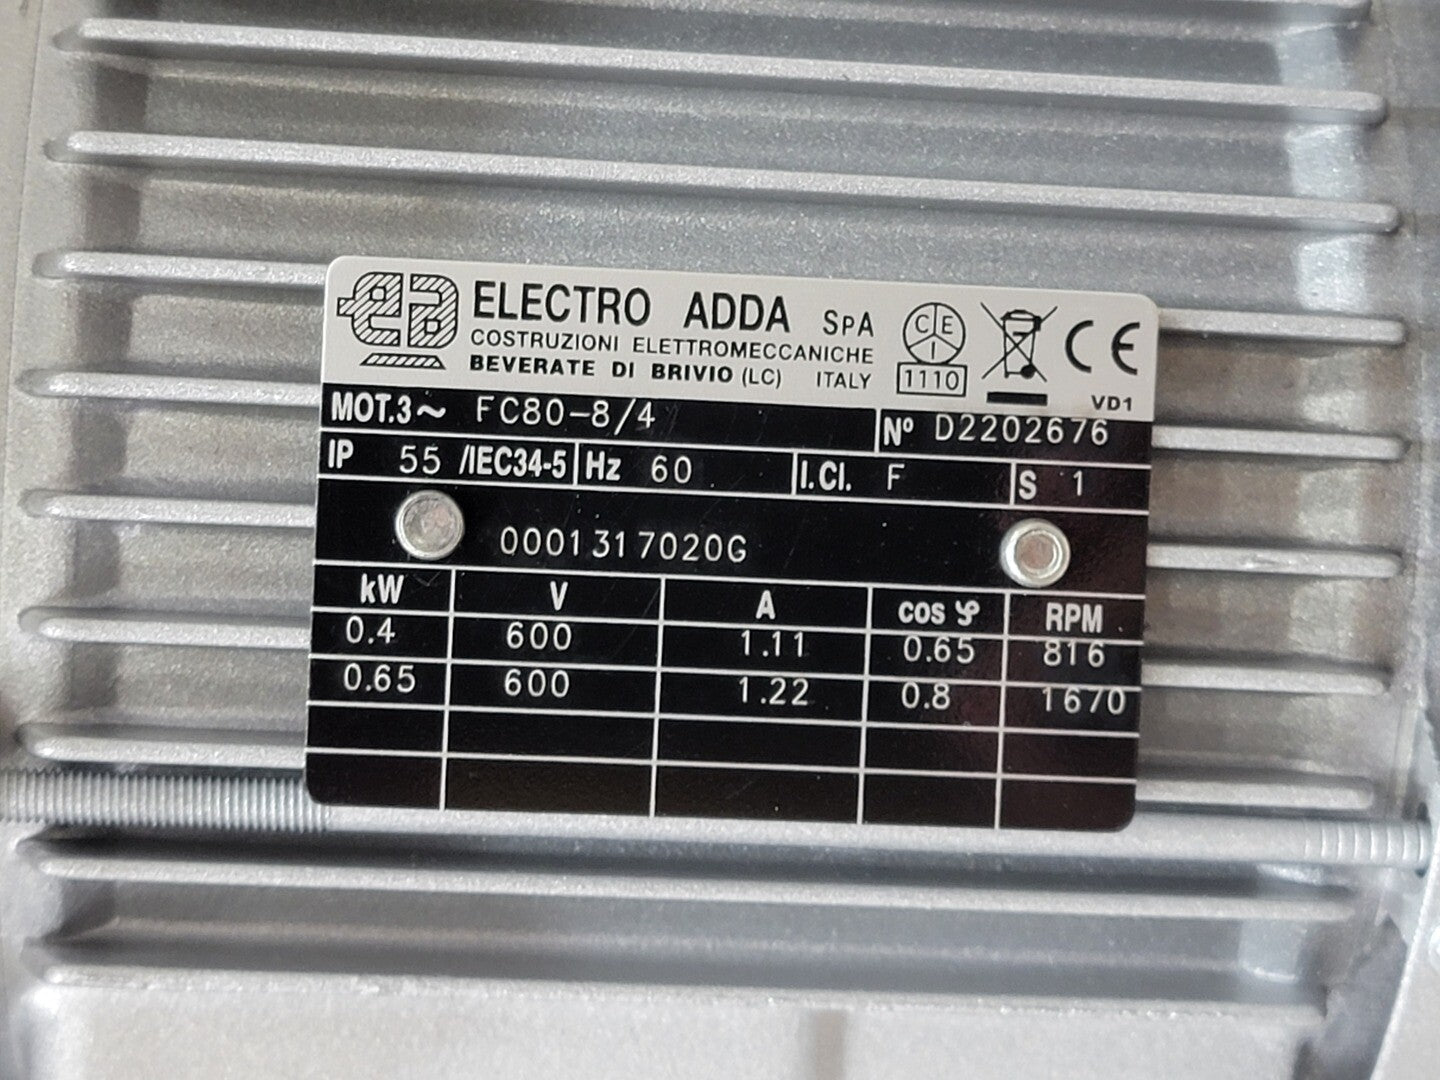 ELECTRO ADDA SPA
COSTRUZIONI ELETTROMECCANICHE
BEVERATE DI BRIVIO (LC) ITALY
CEI
1110
CE
VD1
MOT.3~ FC80-8/4 Nº D2202676
IP 55 /IEC34-5 Hz 60 I.Cl. F S 1
0001317020G
kW V A cos φ RPM
0.4 600 1.11 0.65 816
0.65 600 1.22 0.8 1670